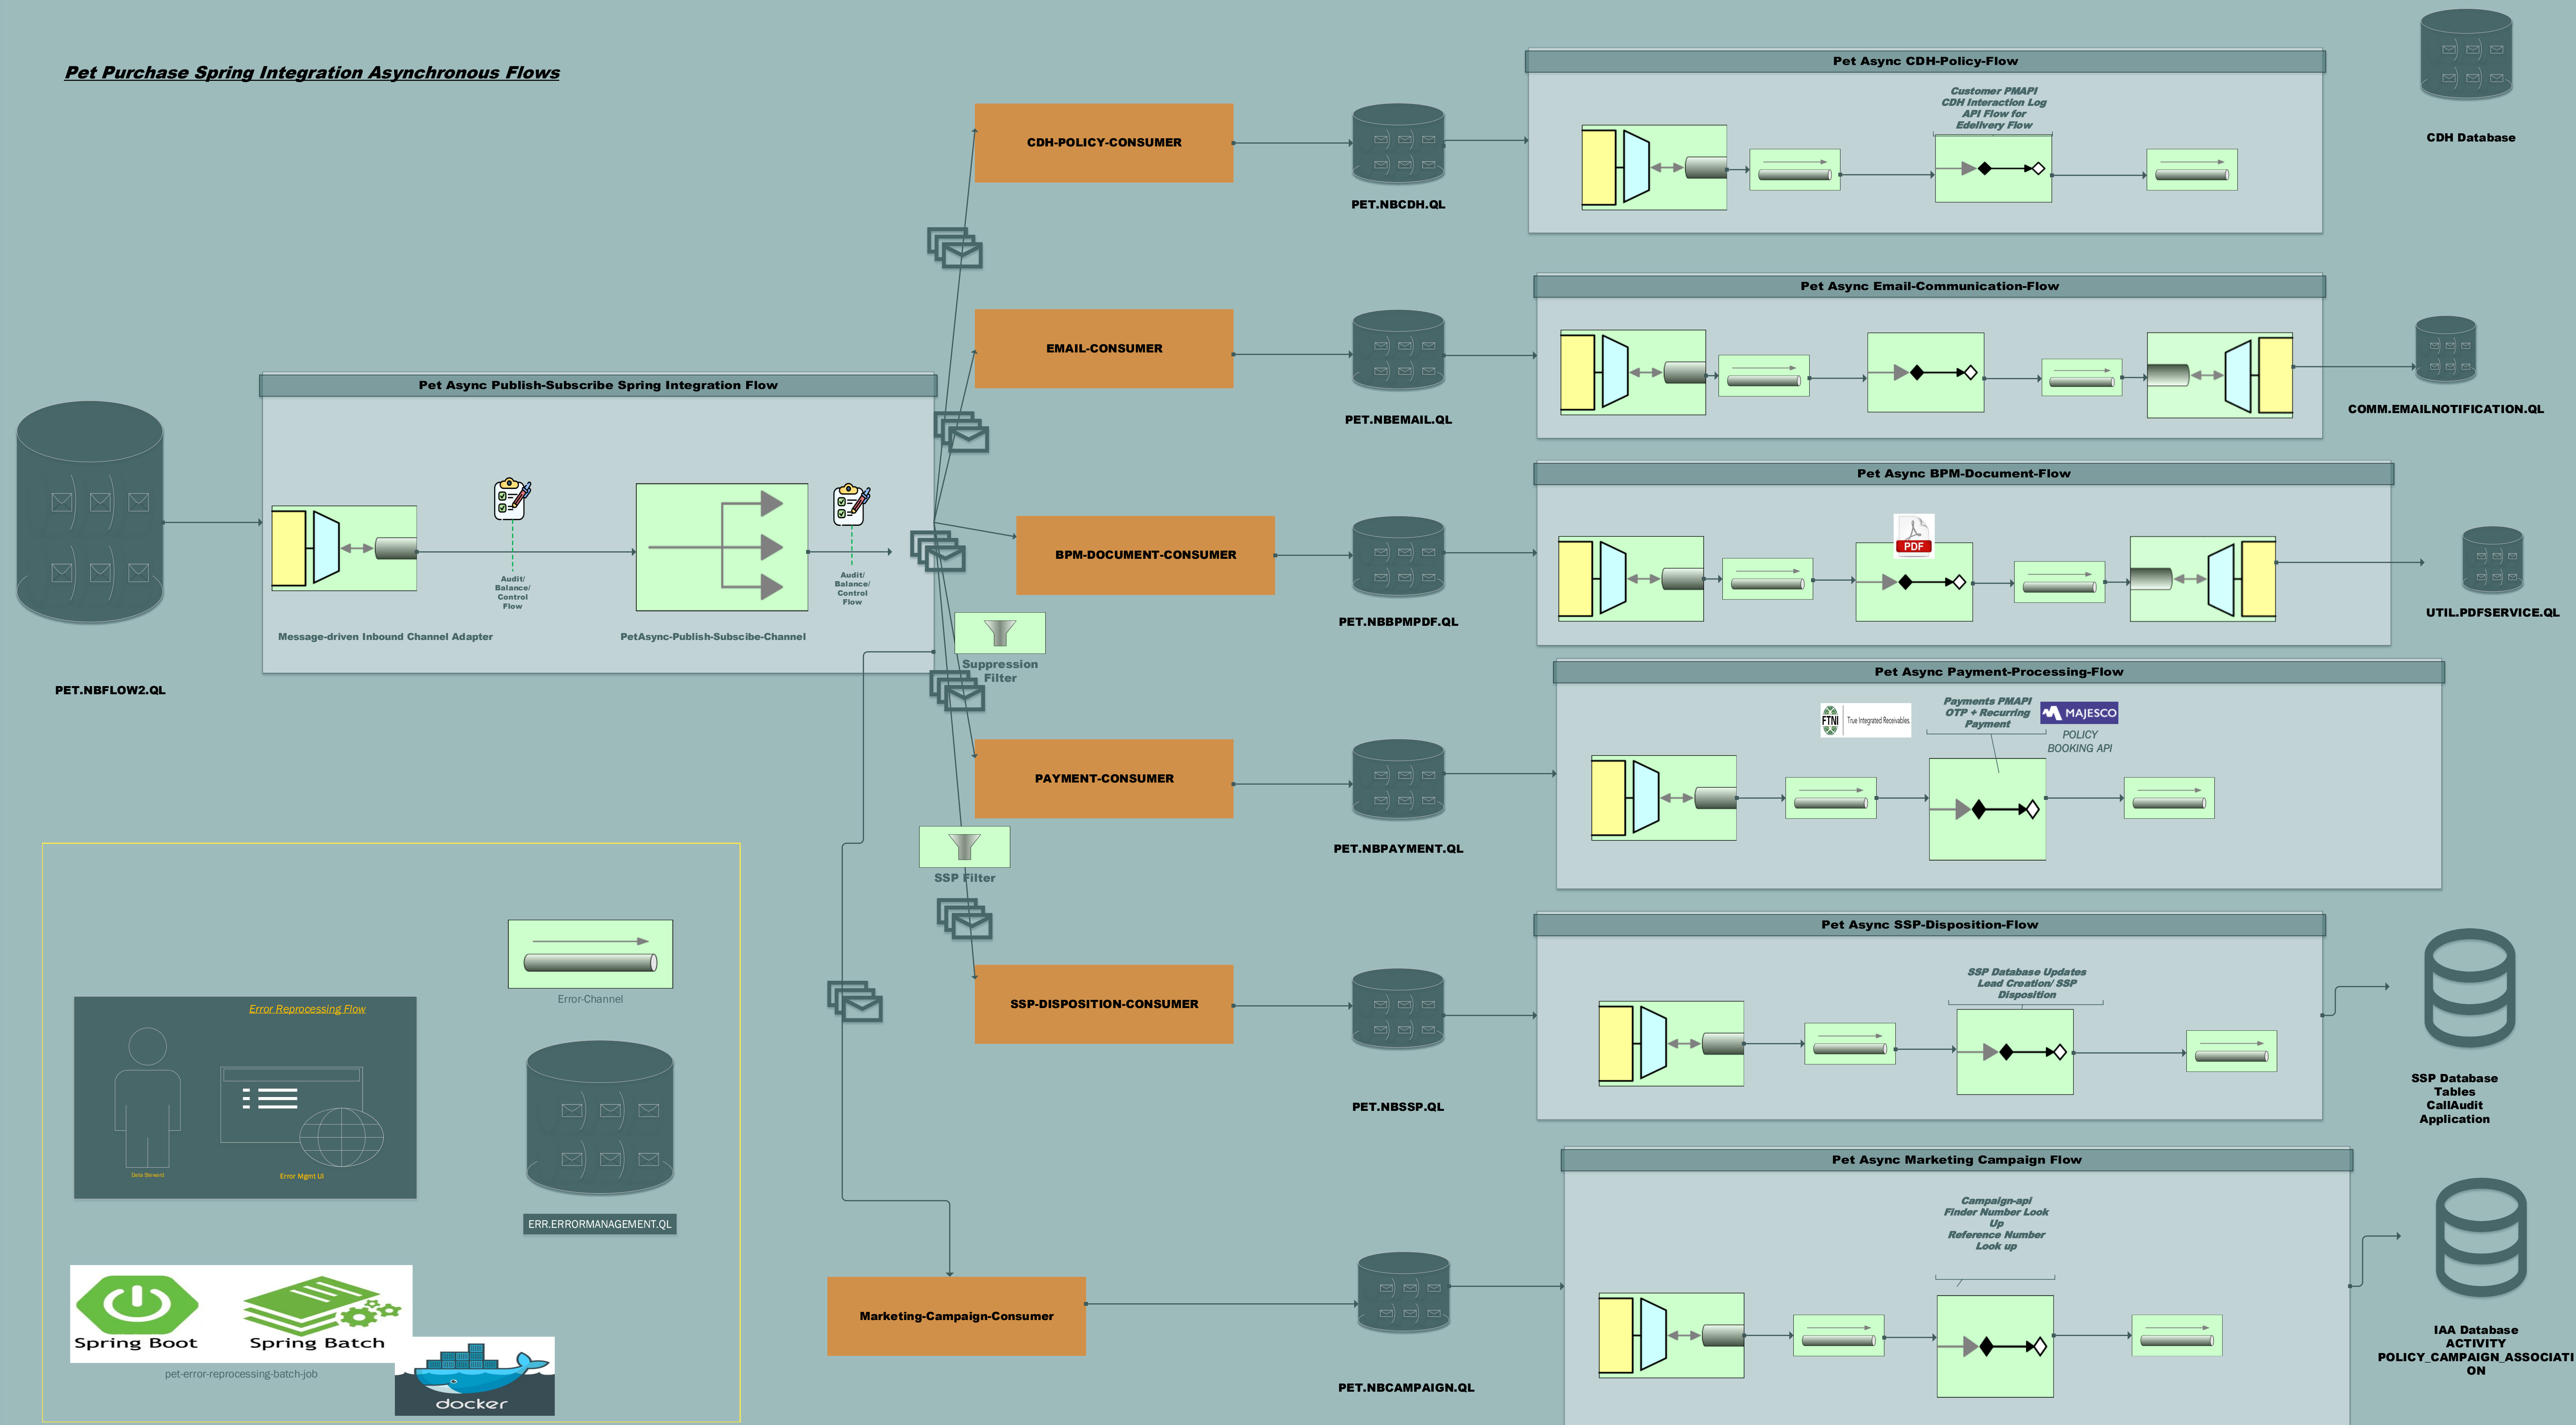 Pet Purchase Spring Integration Asynchronous Flows
Pet Async CDH-Policy-Flow
Customer PMAPI
CDH Interaction Log
API Flow for
Edelivery Flow
CDH Database
CDH-POLICY-CONSUMER
PET.NBCDH.QL
Pet Async Email-Communication-Flow
EMAIL-CONSUMER
PET.NBEMAIL.QL
COMM.EMAILNOTIFICATION.QL
Pet Async Publish-Subscribe Spring Integration Flow
Audit/
Balance/
Control
Flow
Audit/
Balance/
Control
Flow
Message-driven Inbound Channel Adapter
PetAsync-Publish-Subscibe-Channel
PET.NBFLOW2.QL
Pet Async BPM-Document-Flow
PDF
BPM-DOCUMENT-CONSUMER
PET.NBBPMPDF.QL
UTIL.PDFSERVICE.QL
Suppression
Filter
Pet Async Payment-Processing-Flow
FTNI
True Integrated Receivables.
Payments PMAPI
OTP + Recurring
Payment
MAJESCO
POLICY
BOOKING API
PAYMENT-CONSUMER
PET.NBPAYMENT.QL
SSP Filter
Pet Async SSP-Disposition-Flow
SSP Database Updates
Lead Creation/ SSP
Disposition
SSP-DISPOSITION-CONSUMER
PET.NBSSP.QL
SSP Database
Tables
CallAudit
Application
Pet Async Marketing Campaign Flow
Campaign-api
Finder Number Look
Up
Reference Number
Look up
Marketing-Campaign-Consumer
PET.NBCAMPAIGN.QL
IAA Database
ACTIVITY
POLICY_CAMPAIGN_ASSOCIATI
ON
Error-Channel
Error Reprocessing Flow
Data Steward
Error Mgmt UI
ERR.ERRORMANAGEMENT.QL
Spring Boot
Spring Batch
pet-error-reprocessing-batch-job
docker